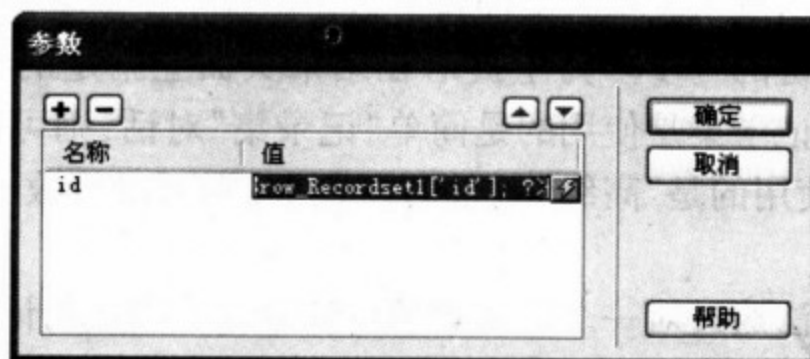 参数
确定
取消
名称 值
id row_Recordset1['id']; ?>
帮助